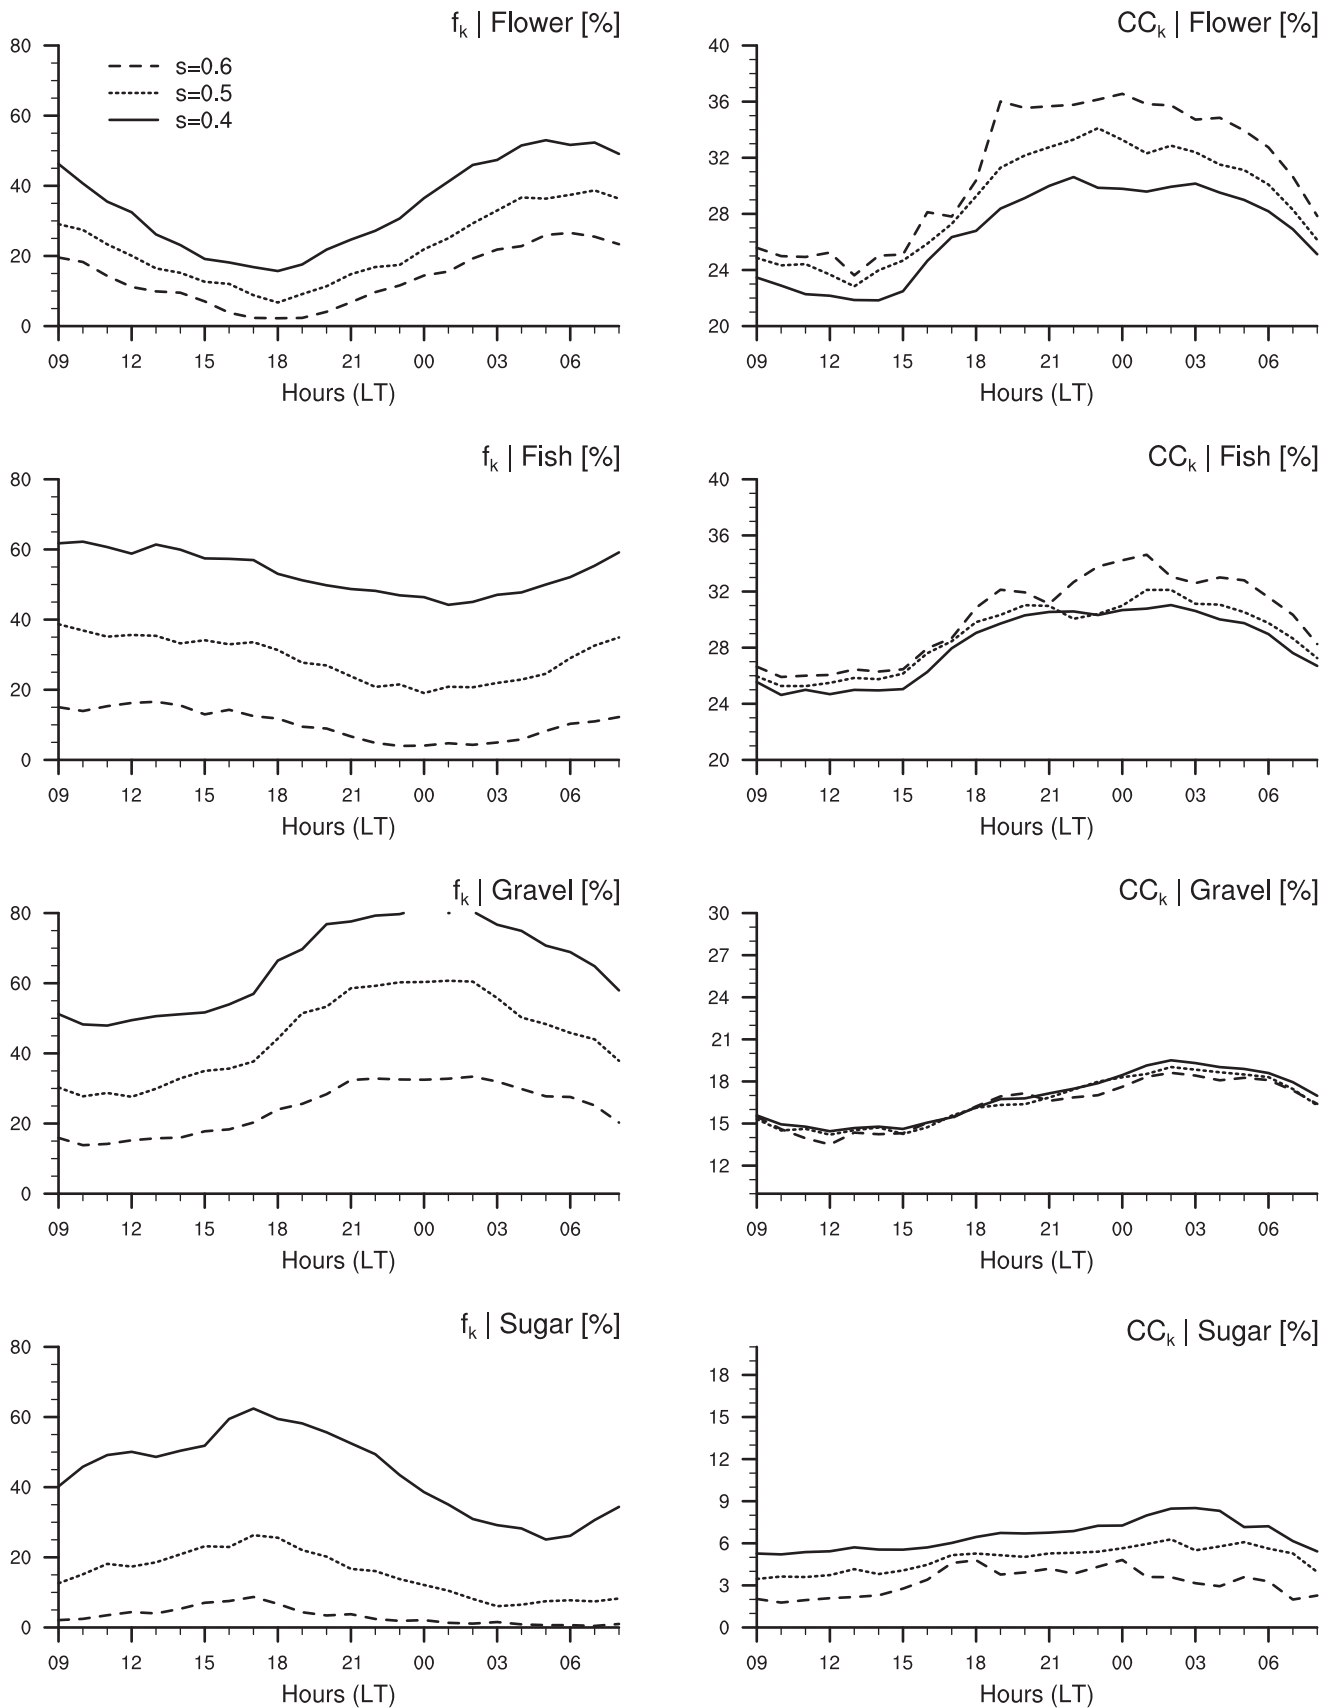 f_k | Flower [%]
80
60
40
20
0
s=0.6
s=0.5
s=0.4
09 12 15 18 21 00 03 06
Hours (LT)
CC_k | Flower [%]
40
36
32
28
24
20
09 12 15 18 21 00 03 06
Hours (LT)
f_k | Fish [%]
80
60
40
20
0
09 12 15 18 21 00 03 06
Hours (LT)
CC_k | Fish [%]
40
36
32
28
24
20
09 12 15 18 21 00 03 06
Hours (LT)
f_k | Gravel [%]
80
60
40
20
0
09 12 15 18 21 00 03 06
Hours (LT)
CC_k | Gravel [%]
30
27
24
21
18
15
12
09 12 15 18 21 00 03 06
Hours (LT)
f_k | Sugar [%]
80
60
40
20
0
09 12 15 18 21 00 03 06
Hours (LT)
CC_k | Sugar [%]
18
15
12
9
6
3
0
09 12 15 18 21 00 03 06
Hours (LT)